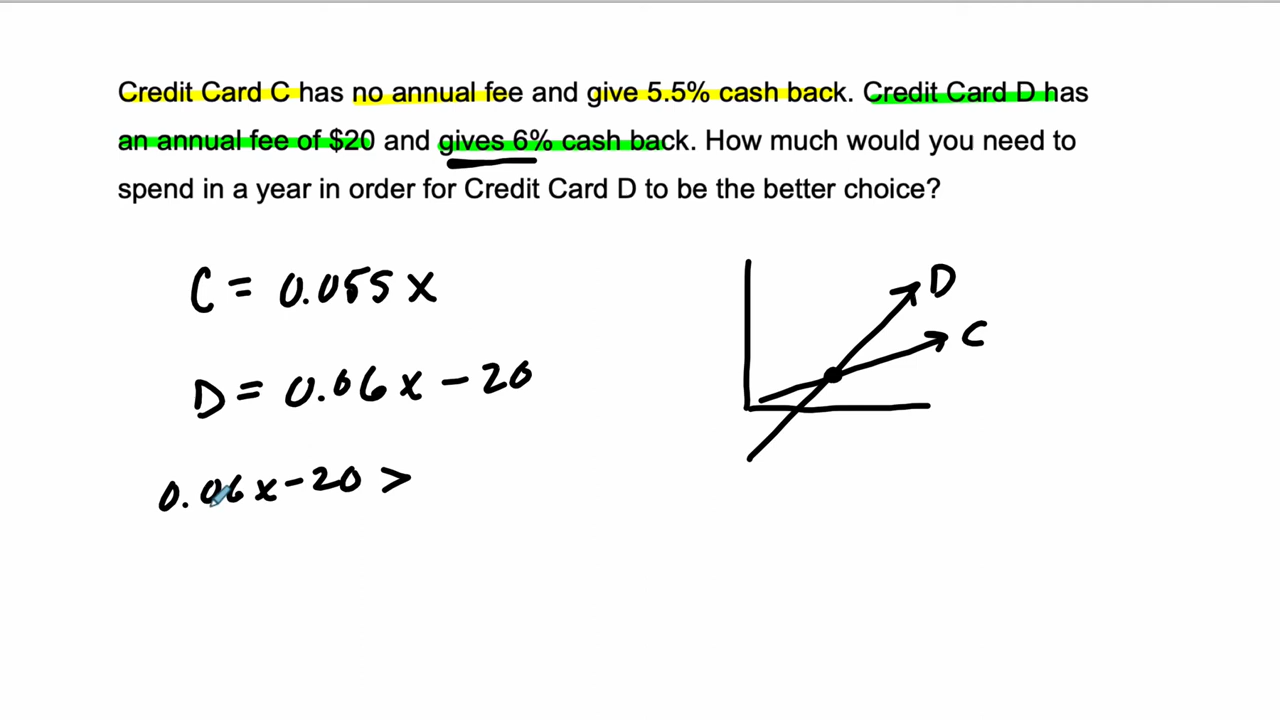 Credit Card C has no annual fee and give 5.5% cash back. Credit Card D has
an annual fee of $20 and gives 6% cash back. How much would you need to
spend in a year in order for Credit Card D to be the better choice?
C = 0.055x
D = 0.06x - 20
0.06x - 20 >
D
C